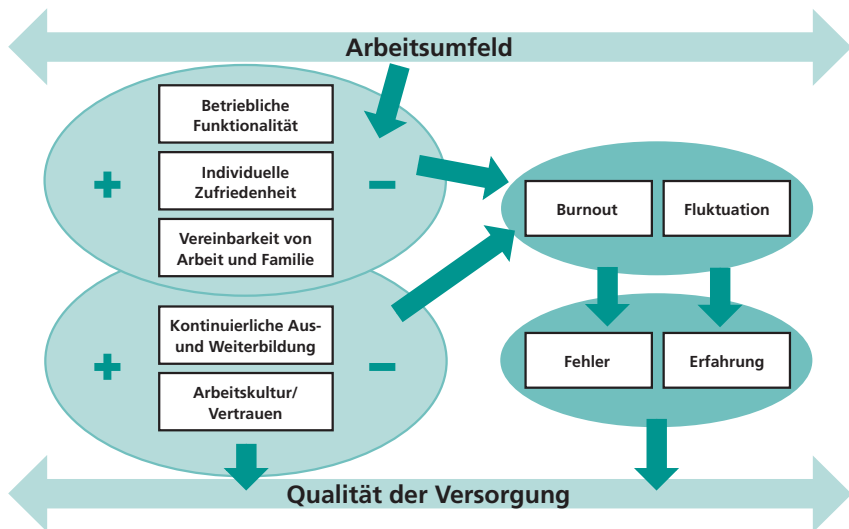 Arbeitsumfeld
Betriebliche
Funktionalität
+
Individuelle
Zufriedenheit
–
Vereinbarkeit von
Arbeit und Familie
Burnout
Fluktuation
Kontinuierliche Aus-
und Weiterbildung
+
–
Arbeitskultur/
Vertrauen
Fehler
Erfahrung
Qualität der Versorgung